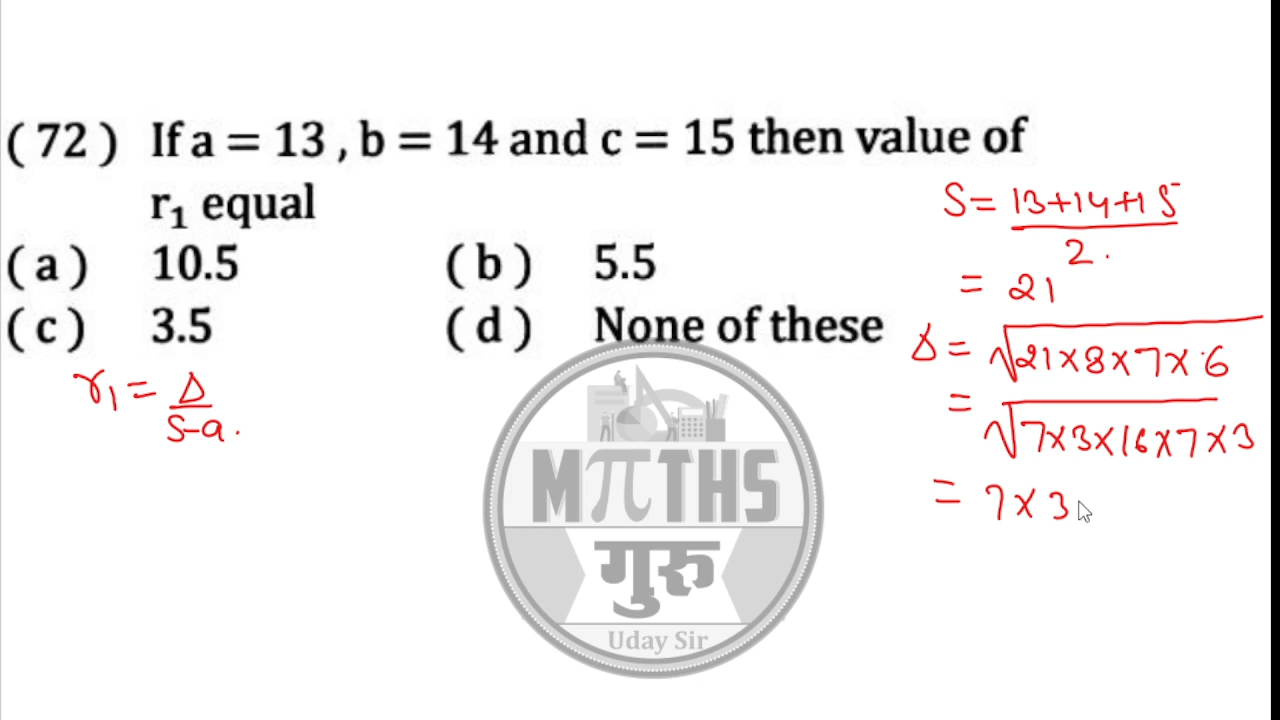 ( 72 ) If a = 13 , b = 14 and c = 15 then value of
r₁ equal
( a ) 10.5 ( b ) 5.5
( c ) 3.5 ( d ) None of these
r₁ = Δ
s-a.
S = 13+14+15
2.
= 21
Δ = √21×8×7×6
= √7×3×16×7×3
= 7×3
MπTHS
गुरु
Uday Sir